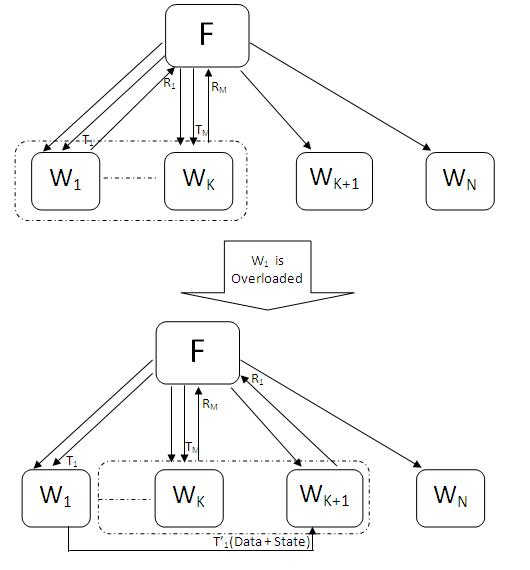 F
R1
RM
T1
TM
W1
WK
WK+1
WN
W1 is
Overloaded
F
R1
RM
TM
T1
W1
WK
WK+1
WN
T'1(Data + State)